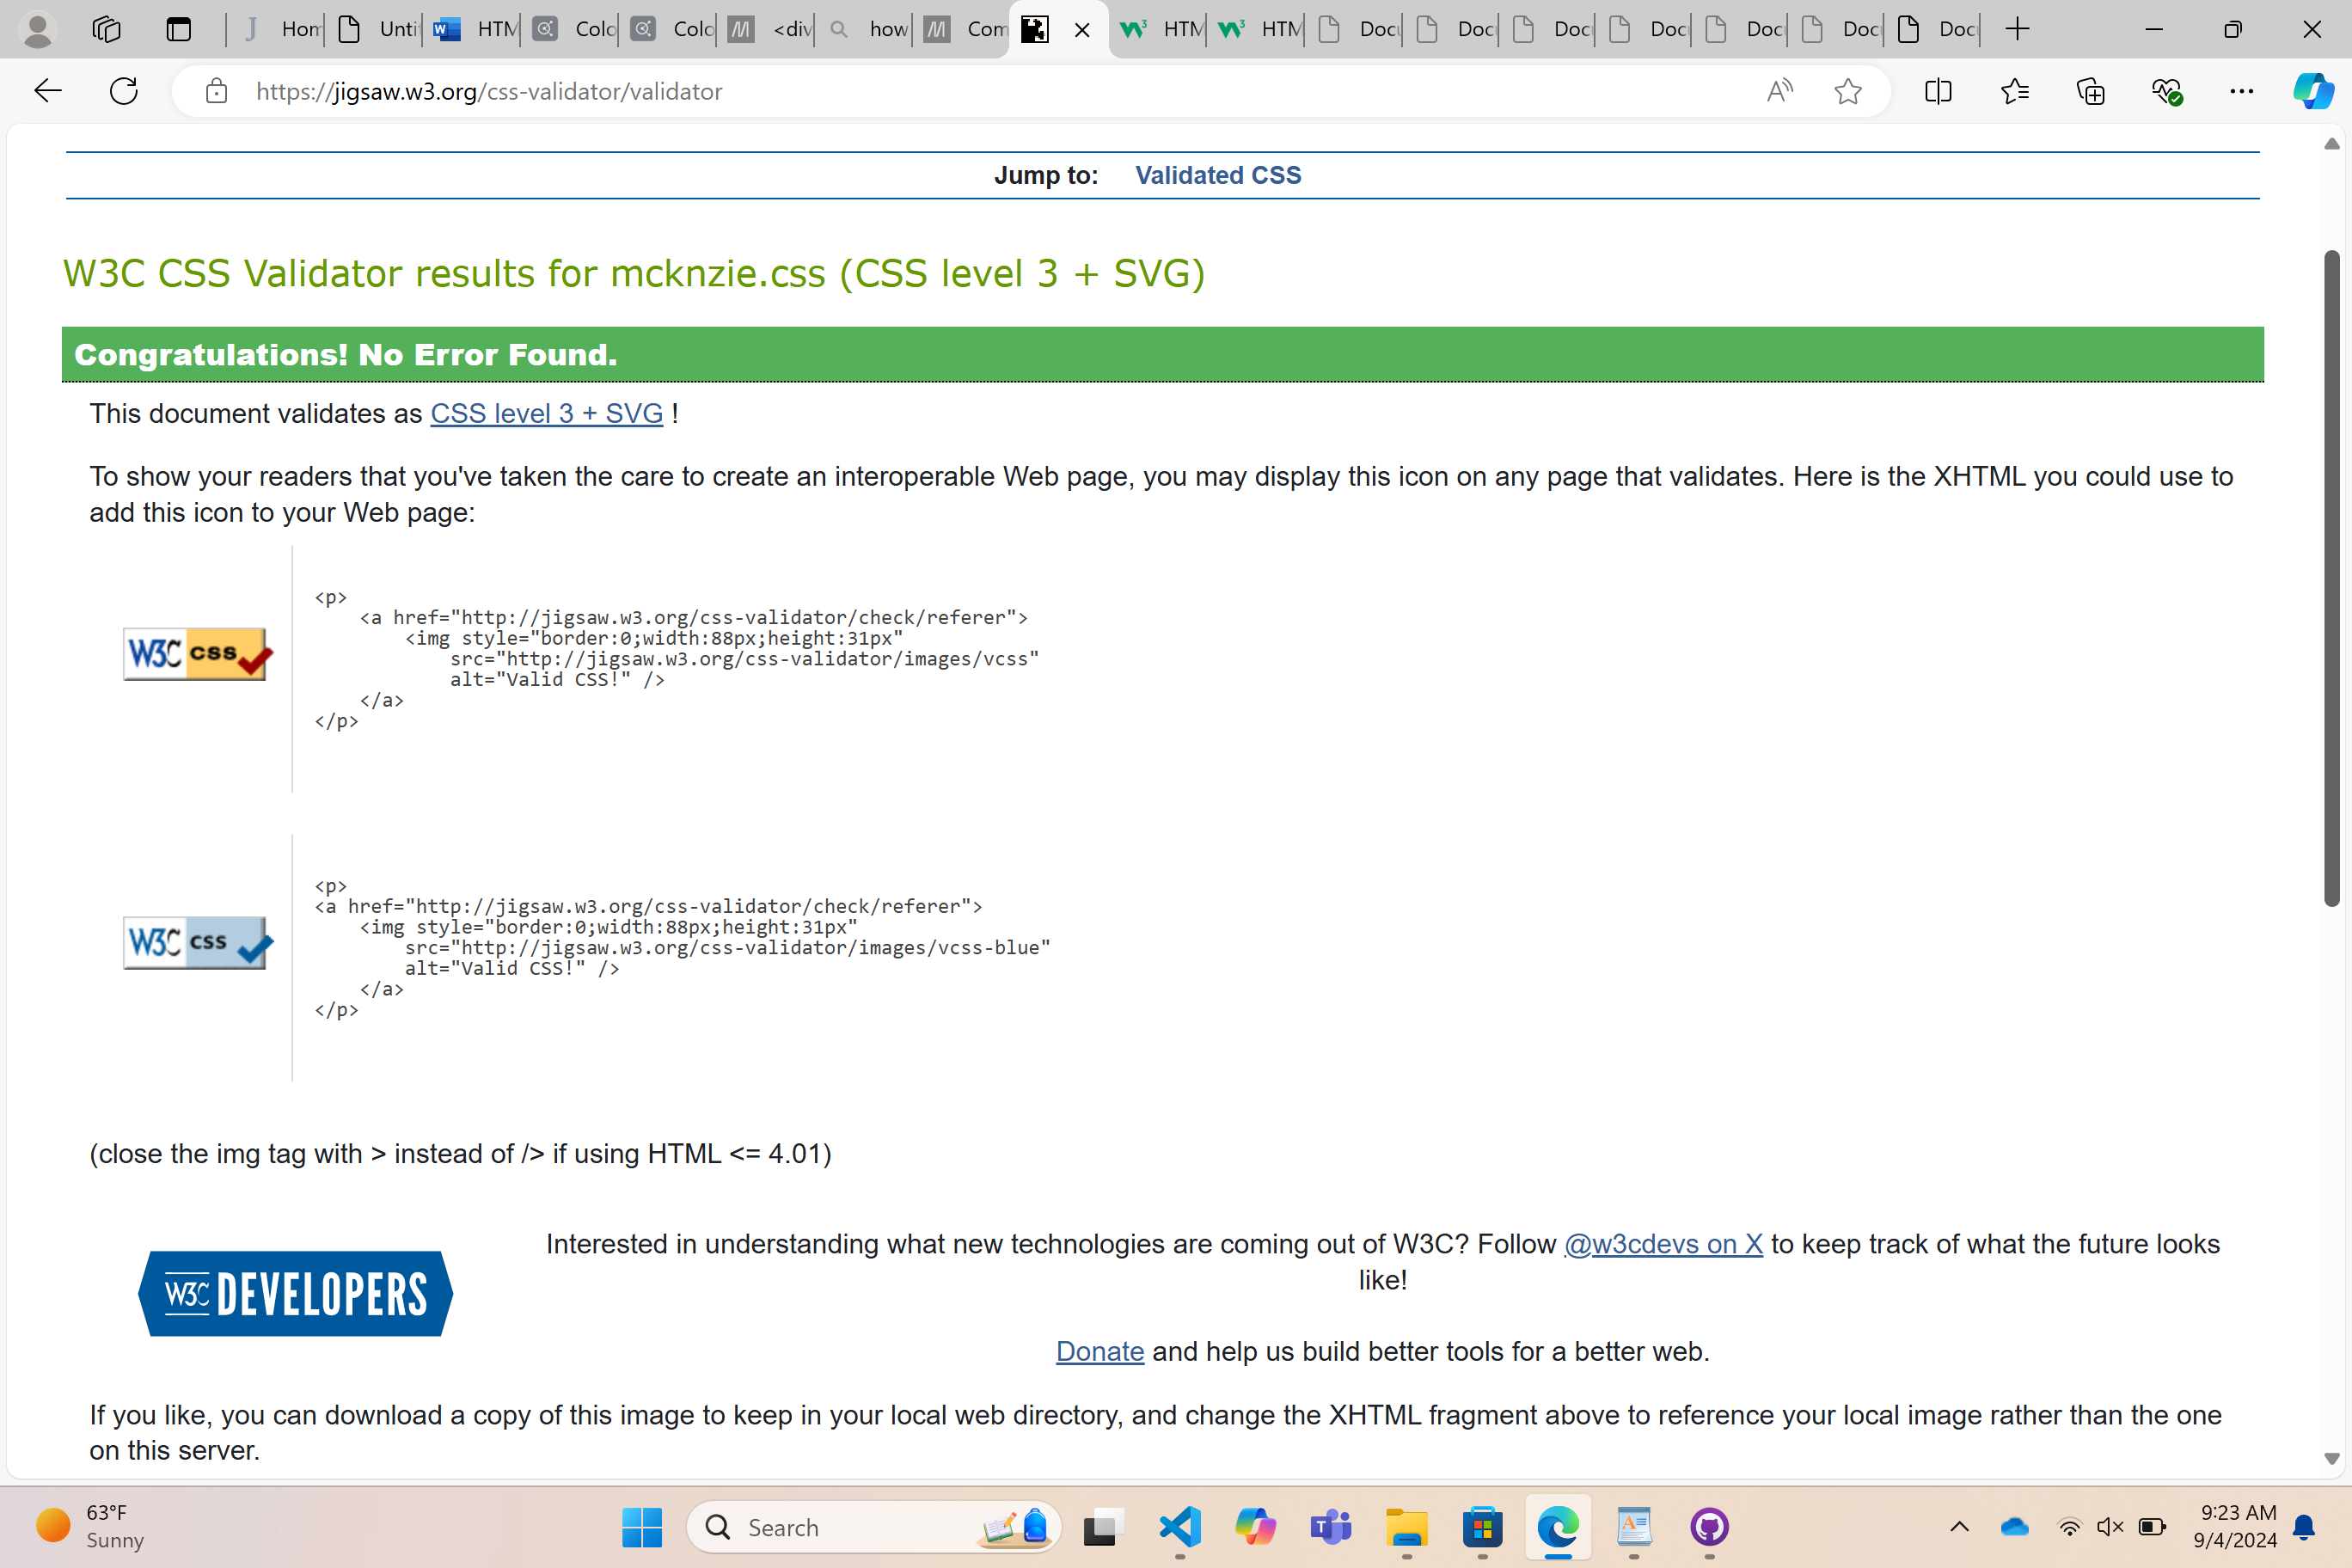 Hom
Unti
HTM
Colo
Colo
<div
how
Com
HTM
HTM
Docu
Doc
Doc
Doc
Doc
Doc
Doc
https://jigsaw.w3.org/css-validator/validator
Jump to: Validated CSS
W3C CSS Validator results for mcknzie.css (CSS level 3 + SVG)
Congratulations! No Error Found.
This document validates as CSS level 3 + SVG !
To show your readers that you've taken the care to create an interoperable Web page, you may display this icon on any page that validates. Here is the XHTML you could use to
add this icon to your Web page:
W3C css
<p>
<a href="http://jigsaw.w3.org/css-validator/check/referer">
<img style="border:0;width:88px;height:31px"
src="http://jigsaw.w3.org/css-validator/images/vcss"
alt="Valid CSS!" />
</a>
</p>
W3C css
<p>
<a href="http://jigsaw.w3.org/css-validator/check/referer">
<img style="border:0;width:88px;height:31px"
src="http://jigsaw.w3.org/css-validator/images/vcss-blue"
alt="Valid CSS!" />
</a>
</p>
(close the img tag with > instead of /> if using HTML <= 4.01)
W3C DEVELOPERS
Interested in understanding what new technologies are coming out of W3C? Follow @w3cdevs on X to keep track of what the future looks
like!
Donate and help us build better tools for a better web.
If you like, you can download a copy of this image to keep in your local web directory, and change the XHTML fragment above to reference your local image rather than the one
on this server.
63°F
Sunny
Search
9:23 AM
9/4/2024